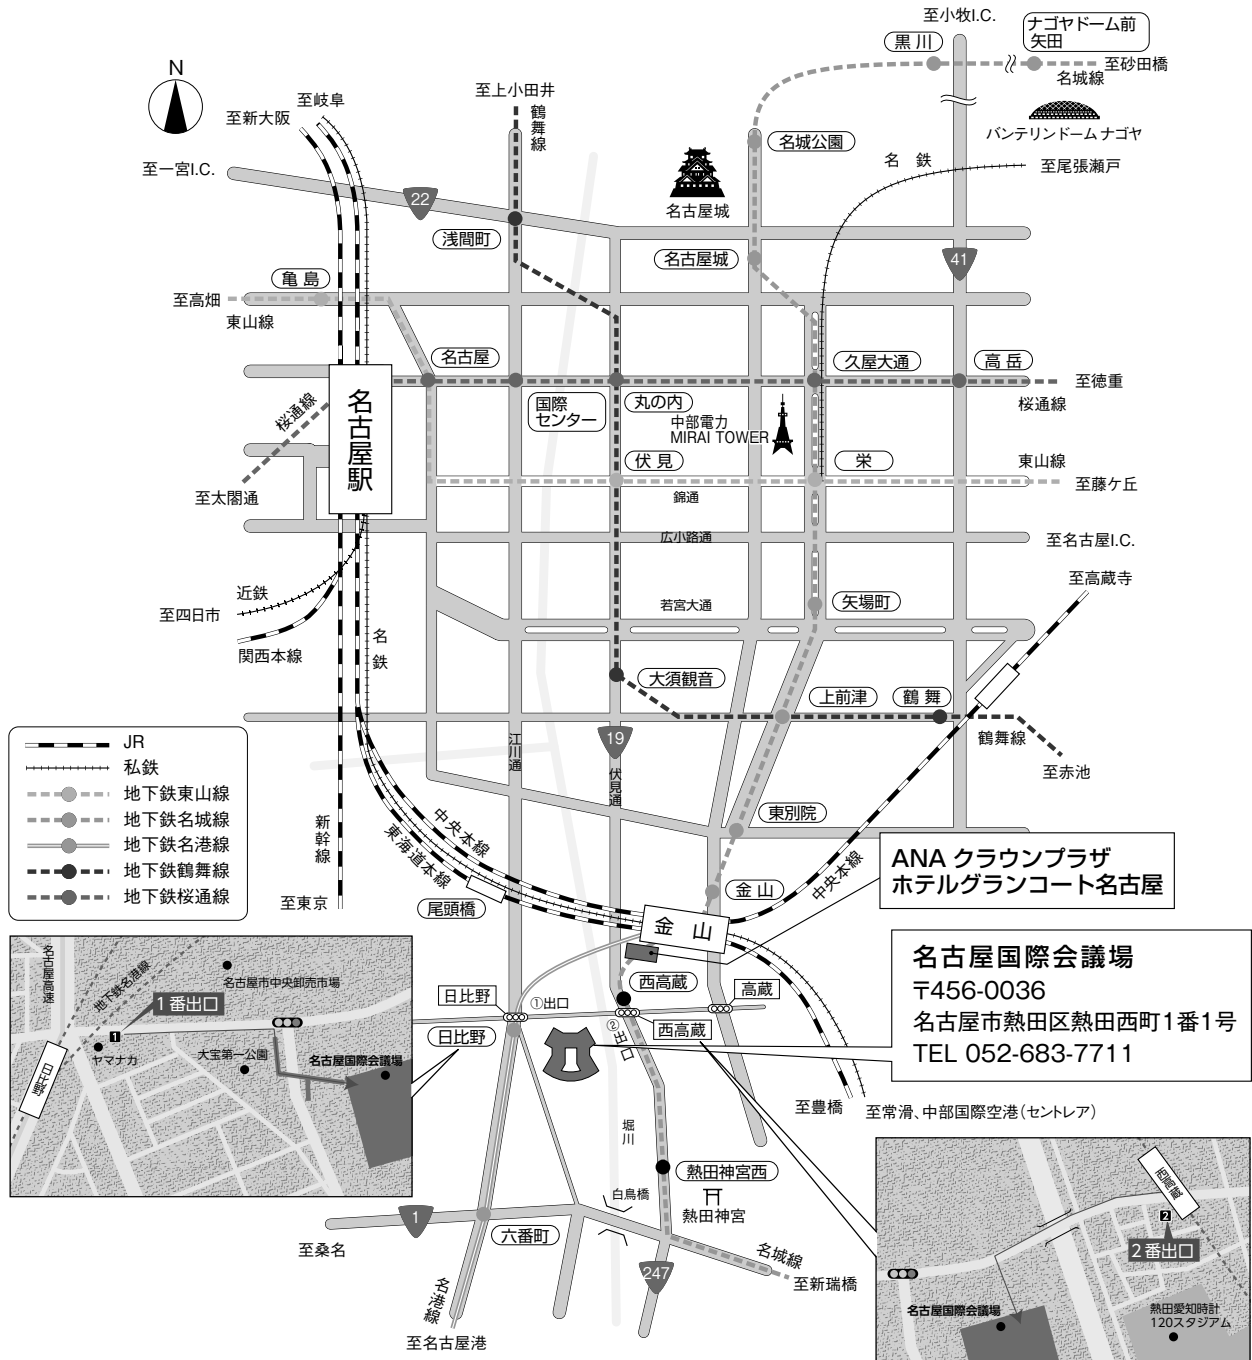 至小牧I.C.
ナゴヤドーム前
矢田
黒川
至砂田橋
名城線
N
至岐阜
至新大阪
至上小田井
鶴舞線
バンテリンドーム ナゴヤ
名城公園
名鉄
至尾張瀬戸
至一宮I.C.
22
名古屋城
浅間町
名古屋城
41
亀島
至高畑
東山線
名古屋
久屋大通
高岳
至徳重
桜通線
桜通線
名古屋駅
国際
センター
丸の内
中部電力
MIRAI TOWER
伏見
栄
東山線
至太閤通
錦通
至藤ケ丘
広小路通
至名古屋I.C.
至高蔵寺
近鉄
至四日市
若宮大通
矢場町
関西本線
名鉄
大須観音
上前津
鶴舞
JR
私鉄
地下鉄東山線
地下鉄名城線
地下鉄名港線
地下鉄鶴舞線
地下鉄桜通線
江川通
19
伏見通
鶴舞線
至赤池
新幹線
中央本線
東海道本線
東別院
至東京
尾頭橋
金山
金山
中央本線
ANA クラウンプラザ
ホテルグランコート名古屋
名古屋国際会議場
〒456-0036
名古屋市熱田区熱田西町1番1号
TEL 052-683-7711
西高蔵
日比野
①出口
高蔵
日比野
②出口
西高蔵
名古屋高速
地下鉄名港線
名古屋市中央卸売市場
1番出口
1
ヤマナカ
大宝第一公園
名古屋国際会議場
日比野
至豊橋
至常滑、中部国際空港(セントレア)
堀川
熱田神宮西
白鳥橋
熱田神宮
1
至桑名
六番町
名城線
247
至新瑞橋
名港線
至名古屋港
西高蔵
2
2番出口
名古屋国際会議場
熱田愛知時計
120スタジアム